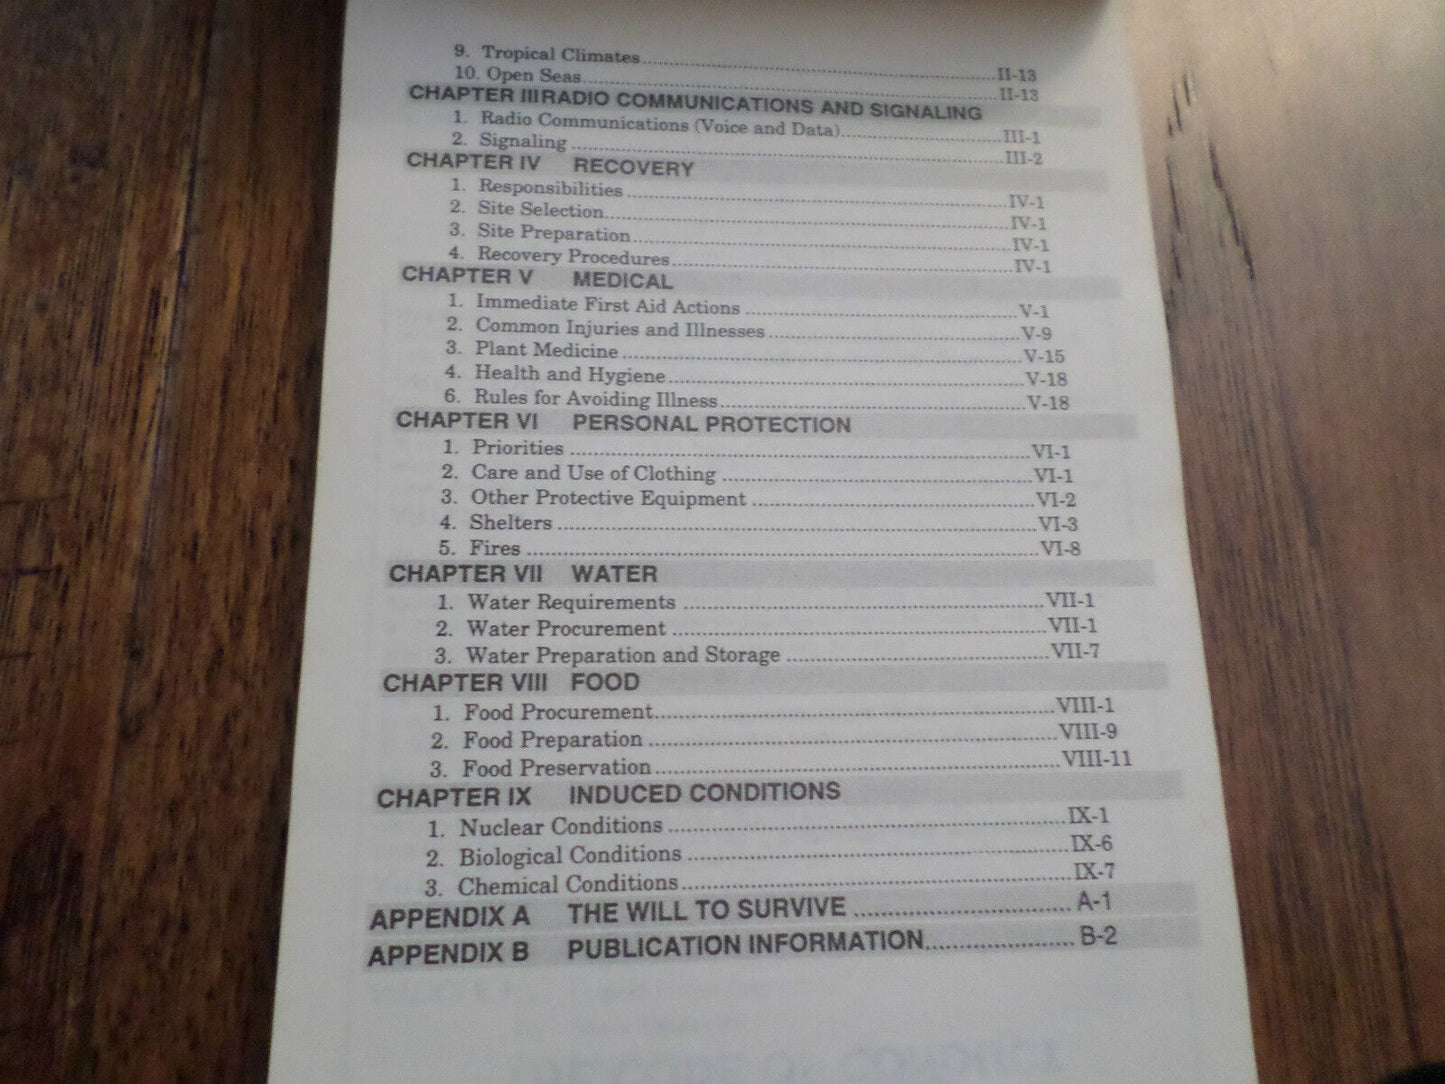 9. Tropical Climates....................II-13
10. Open Seas....................II-13
CHAPTER III RADIO COMMUNICATIONS AND SIGNALING
1. Radio Communications (Voice and Data)....................III-1
2. Signaling ....................III-2
CHAPTER IV RECOVERY
1. Responsibilities ....................IV-1
2. Site Selection....................IV-1
3. Site Preparation ....................IV-1
4. Recovery Procedures....................IV-1
CHAPTER V MEDICAL
1. Immediate First Aid Actions ....................V-1
2. Common Injuries and Illnesses ....................V-9
3. Plant Medicine ....................V-15
4. Health and Hygiene ....................V-18
6. Rules for Avoiding Illness....................V-18
CHAPTER VI PERSONAL PROTECTION
1. Priorities ....................VI-1
2. Care and Use of Clothing ....................VI-1
3. Other Protective Equipment ....................VI-2
4. Shelters ....................VI-3
5. Fires ....................VI-8
CHAPTER VII WATER
1. Water Requirements ....................VII-1
2. Water Procurement ....................VII-1
3. Water Preparation and Storage ....................VII-7
CHAPTER VIII FOOD
1. Food Procurement....................VIII-1
2. Food Preparation ....................VIII-9
3. Food Preservation ....................VIII-11
CHAPTER IX INDUCED CONDITIONS
1. Nuclear Conditions ....................IX-1
2. Biological Conditions ....................IX-6
3. Chemical Conditions....................IX-7
APPENDIX A THE WILL TO SURVIVE .................... A-1
APPENDIX B PUBLICATION INFORMATION.................... B-2